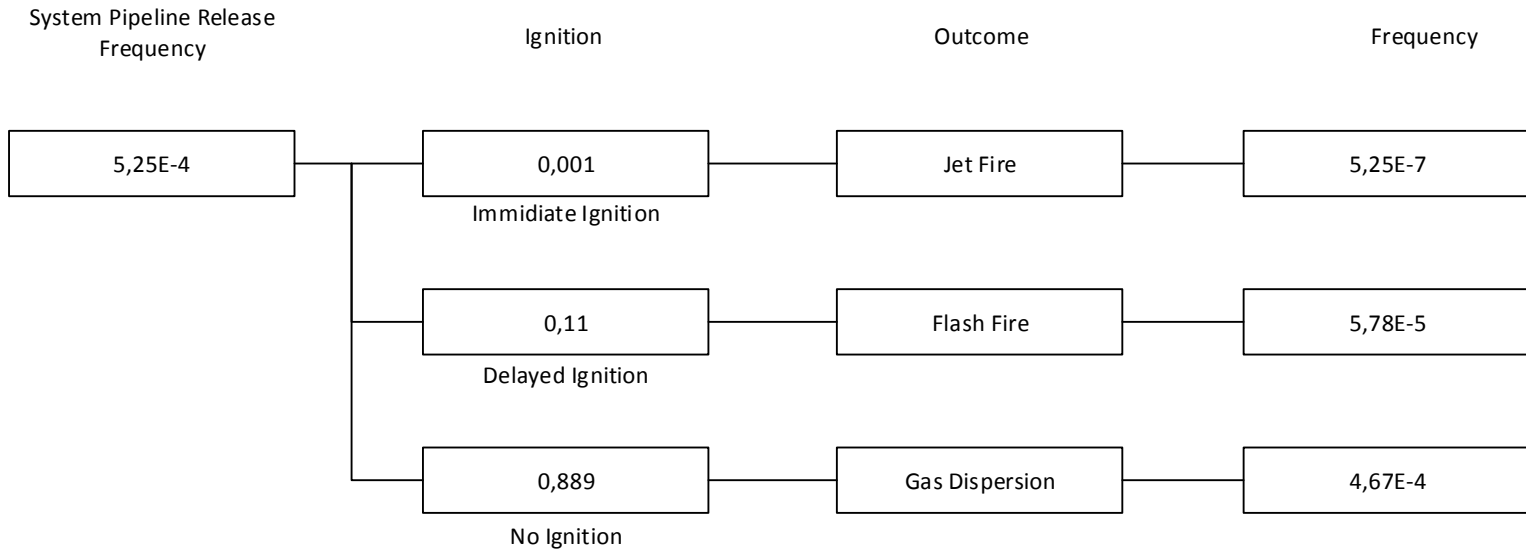 System Pipeline Release
Frequency
Ignition
Outcome
Frequency
5,25E-4
0,001
Jet Fire
5,25E-7
Immidiate Ignition
0,11
Flash Fire
5,78E-5
Delayed Ignition
0,889
Gas Dispersion
4,67E-4
No Ignition